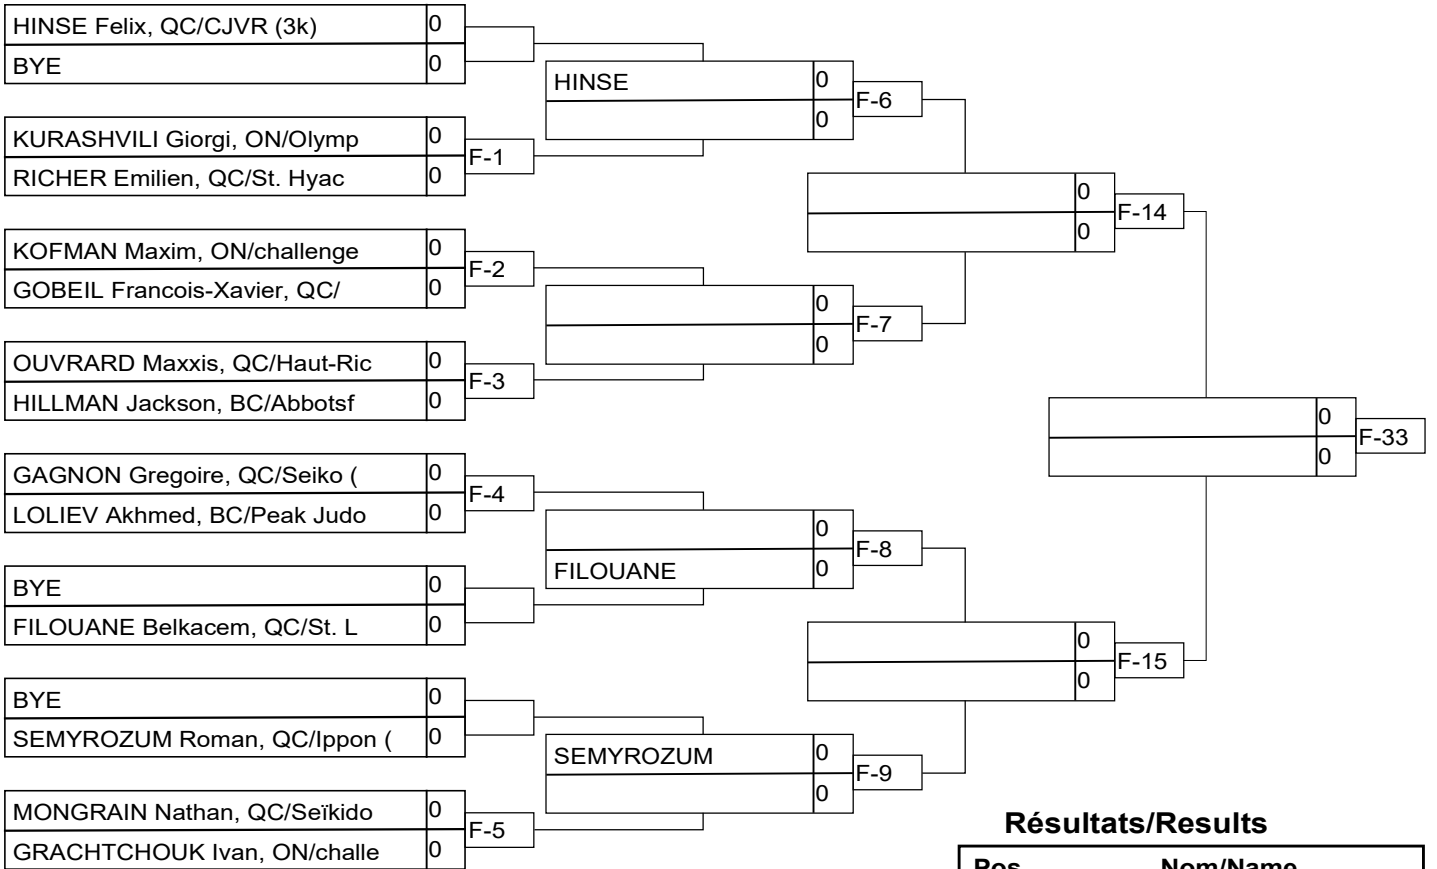 HINSE Felix, QC/CJVR (3k) 0
BYE 0
KURASHVILI Giorgi, ON/Olymp 0
F-1
RICHER Emilien, QC/St. Hyac 0
KOFMAN Maxim, ON/challenge 0
F-2
GOBEIL Francois-Xavier, QC/ 0
OUVRARD Maxxis, QC/Haut-Ric 0
F-3
HILLMAN Jackson, BC/Abbotsf 0
GAGNON Gregoire, QC/Seiko ( 0
F-4
LOLIEV Akhmed, BC/Peak Judo 0
BYE 0
FILOUANE Belkacem, QC/St. L 0
BYE 0
SEMYROZUM Roman, QC/Ippon ( 0
MONGRAIN Nathan, QC/Seïkido 0
F-5
GRACHTCHOUK Ivan, ON/challe 0
HINSE 0
F-6
0
0
F-7
0
0
F-8
FILOUANE 0
SEMYROZUM 0
F-9
0
0
F-14
0
0
F-15
0
0
F-33
0
Résultats/Results
Pos Nom/Name